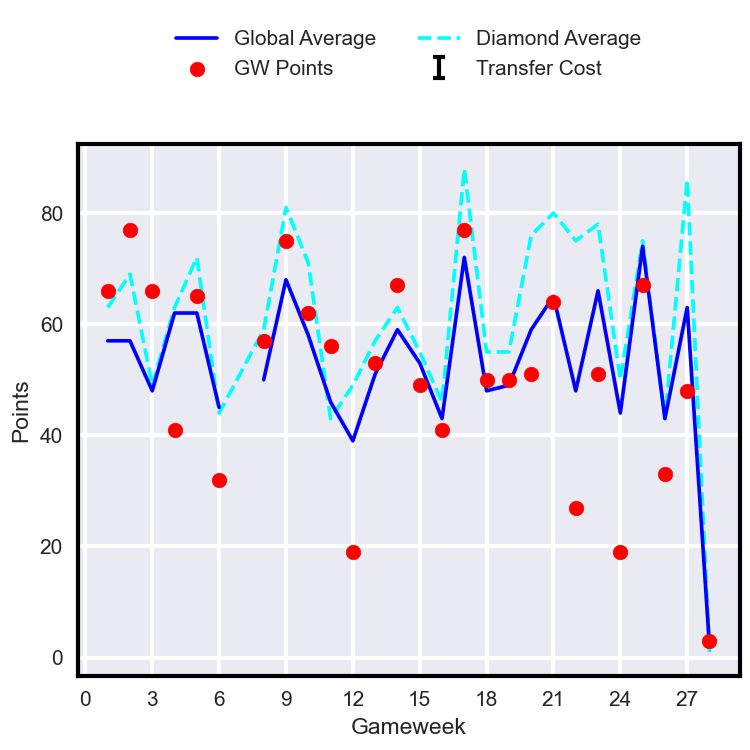 Global Average
Diamond Average
GW Points
Transfer Cost
80
60
40
20
0
Points
0 3 6 9 12 15 18 21 24 27
Gameweek